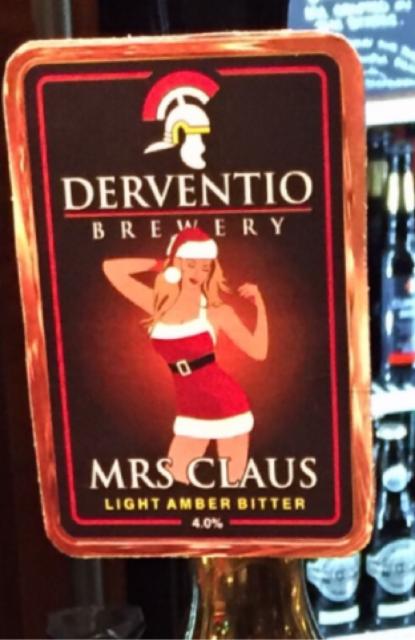 DERVENTIO
BREWERY
MRS CLAUS
LIGHT AMBER BITTER
4.0%